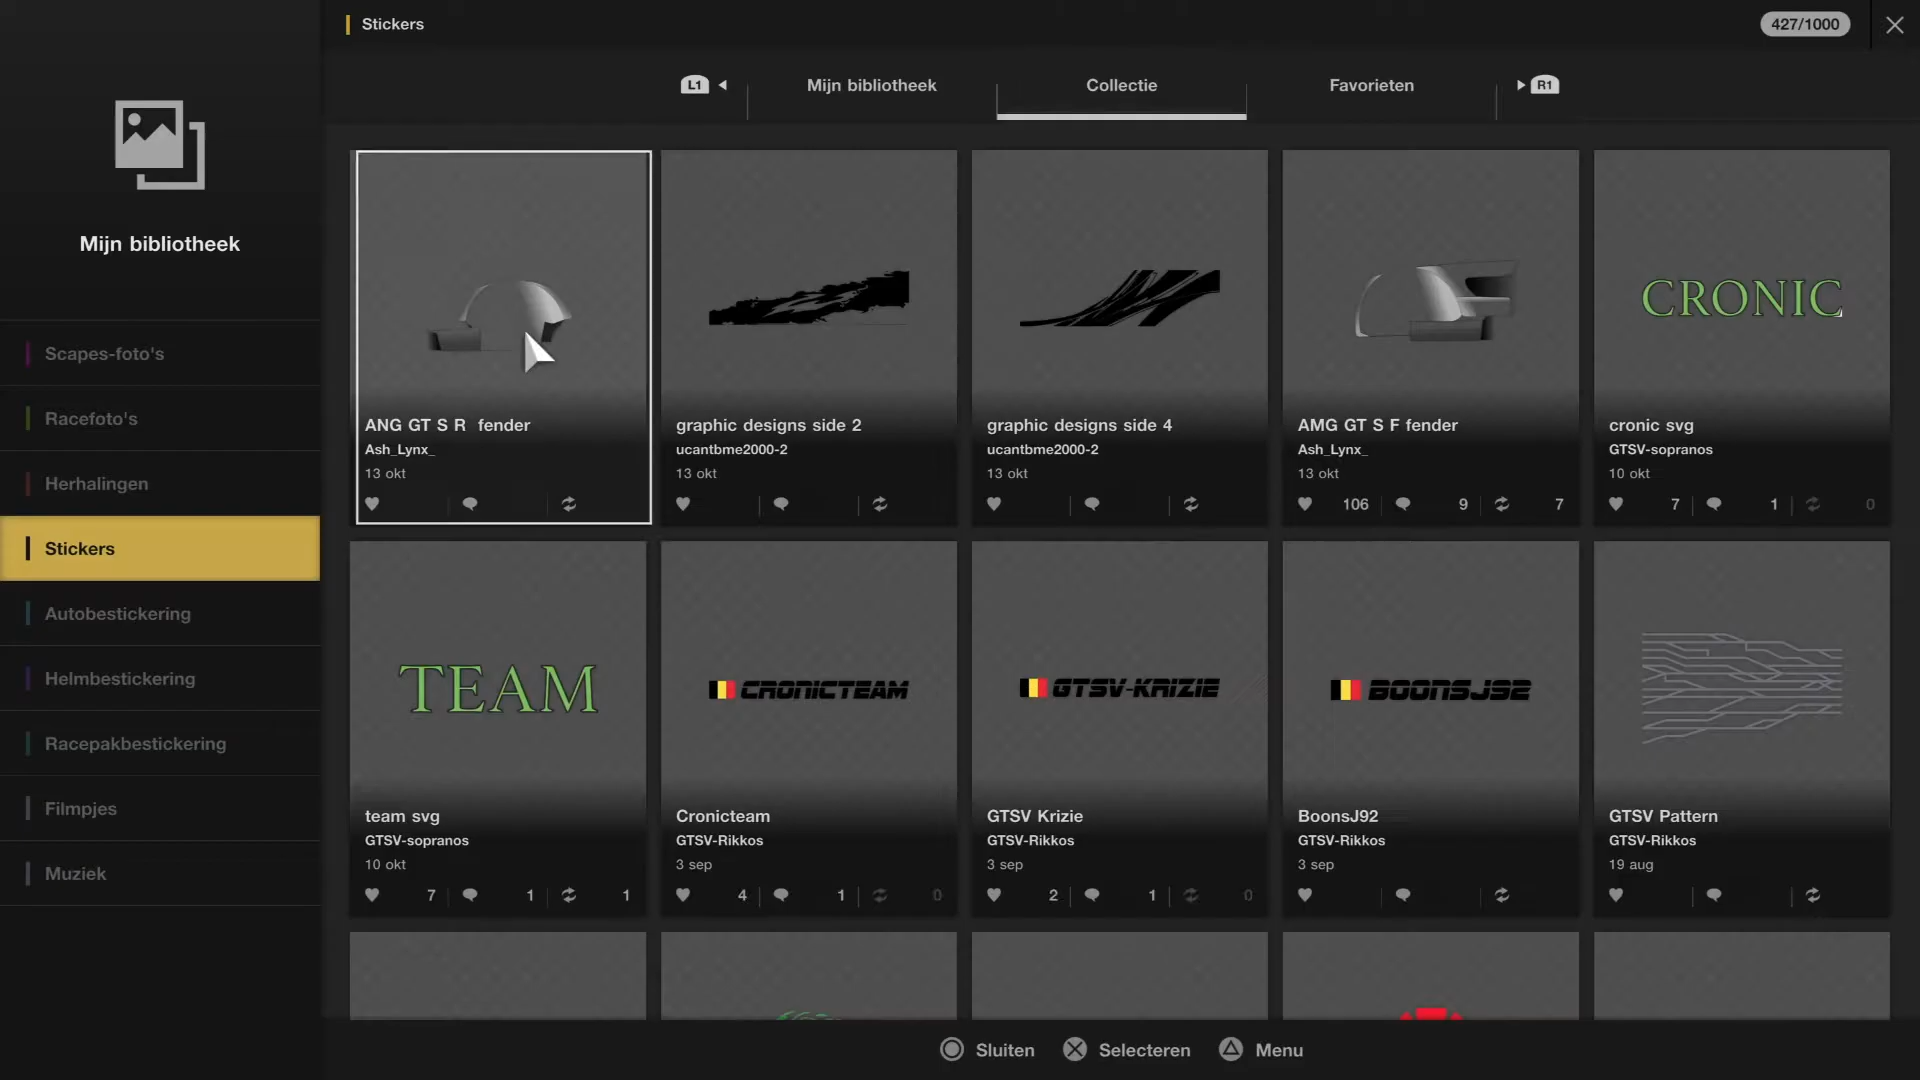 Stickers
427/1000
L1
Mijn bibliotheek
Collectie
Favorieten
R1
Mijn bibliotheek
Scapes-foto's
Racefoto's
Herhalingen
Stickers
Autobestickering
Helmbestickering
Racepakbestickering
Filmpjes
Muziek
ANG GT S R  fender
Ash_Lynx_
13 okt
graphic designs side 2
ucantbme2000-2
13 okt
graphic designs side 4
ucantbme2000-2
13 okt
AMG GT S F fender
Ash_Lynx_
13 okt
106 9 7
CRONIC
cronic svg
GTSV-sopranos
10 okt
7 1 0
TEAM
team svg
GTSV-sopranos
10 okt
7 1 1
CRONICTEAM
Cronicteam
GTSV-Rikkos
3 sep
4 1 0
GTSV-KRIZIE
GTSV Krizie
GTSV-Rikkos
3 sep
2 1 0
BOONSJ92
BoonsJ92
GTSV-Rikkos
3 sep
GTSV Pattern
GTSV-Rikkos
19 aug
Sluiten
Selecteren
Menu